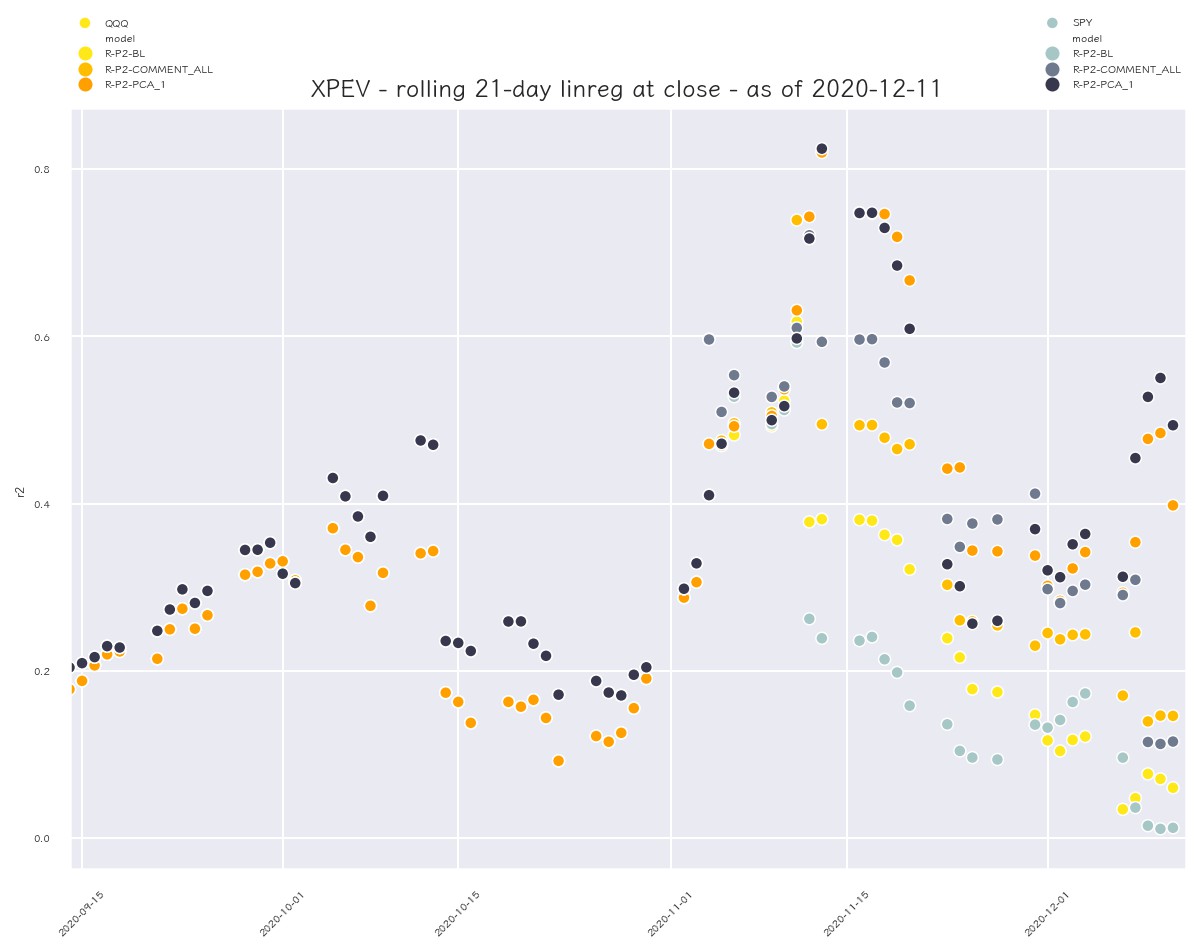 QQQ
model
R-P2-BL
R-P2-COMMENT_ALL
R-P2-PCA_1
SPY
model
R-P2-BL
R-P2-COMMENT_ALL
R-P2-PCA_1
XPEV - rolling 21-day linreg at close - as of 2020-12-11
0.8
0.6
0.4
0.2
0.0
r2
2020-09-15
2020-10-01
2020-10-15
2020-11-01
2020-11-15
2020-12-01